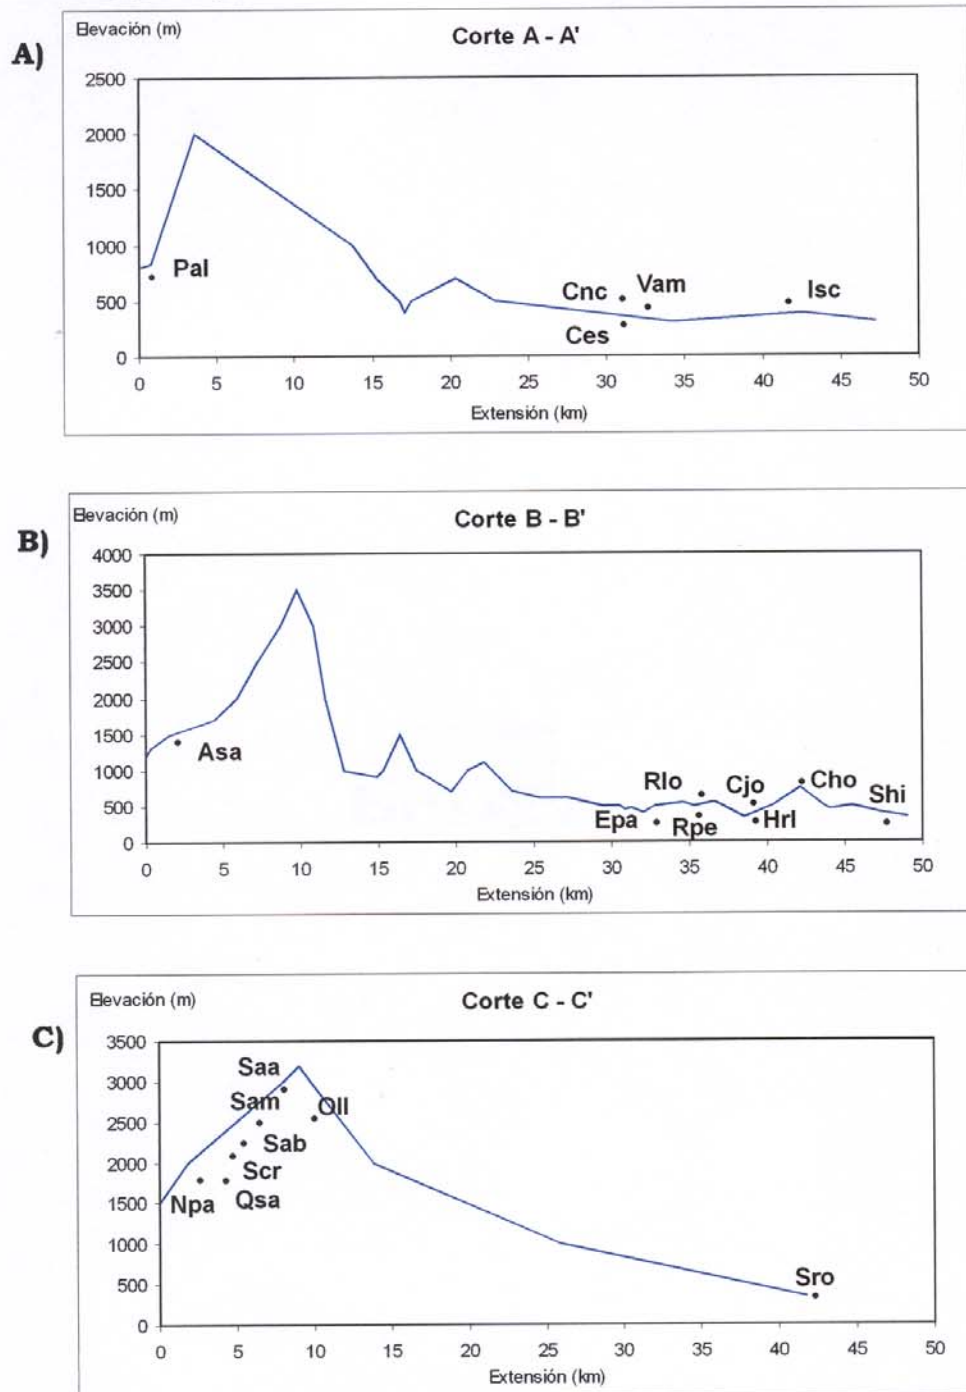 A)
Elevación (m)
Corte A - A'
2500
2000
1500
1000
500
0
Pal
Cnc
Vam
Isc
Ces
0 5 10 15 20 25 30 35 40 45 50
Extensión (km)
B)
Elevación (m)
Corte B - B'
4000
3500
3000
2500
2000
1500
1000
500
0
Asa
Rlo
Cjo
Cho
Shi
Epa
Rpe
Hrl
0 5 10 15 20 25 30 35 40 45 50
Extensión (km)
C)
Elevación (m)
Corte C - C'
3500
3000
2500
2000
1500
1000
500
0
Saa
Sam
Oll
Sab
Scr
Npa
Qsa
Sro
0 5 10 15 20 25 30 35 40 45 50
Extensión (km)